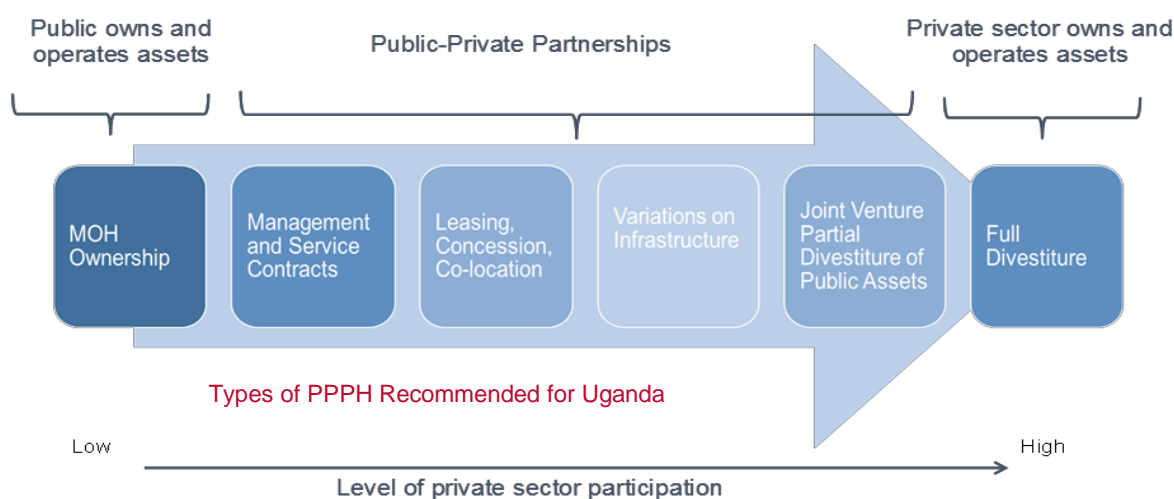 Public owns and
operates assets
Public-Private Partnerships
Private sector owns and
operates assets
MOH
Ownership
Management
and Service
Contracts
Leasing,
Concession,
Co-location
Variations on
Infrastructure
Joint Venture
Partial
Divestiture of
Public Assets
Full
Divestiture
Types of PPPH Recommended for Uganda
Low
High
Level of private sector participation